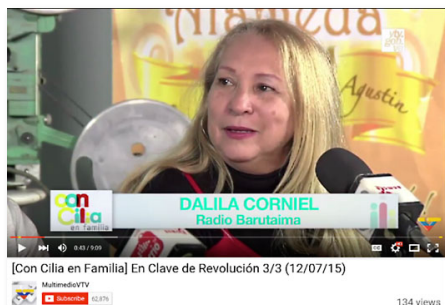 Alameda
Agustín
con
Cilia
en familia
DALILA CORNIEL
Radio Barutaima
0:43 / 9:09
[Con Cilia en Familia] En Clave de Revolución 3/3 (12/07/15)
MultimedioVTV
Subscribe 62,876
134 views